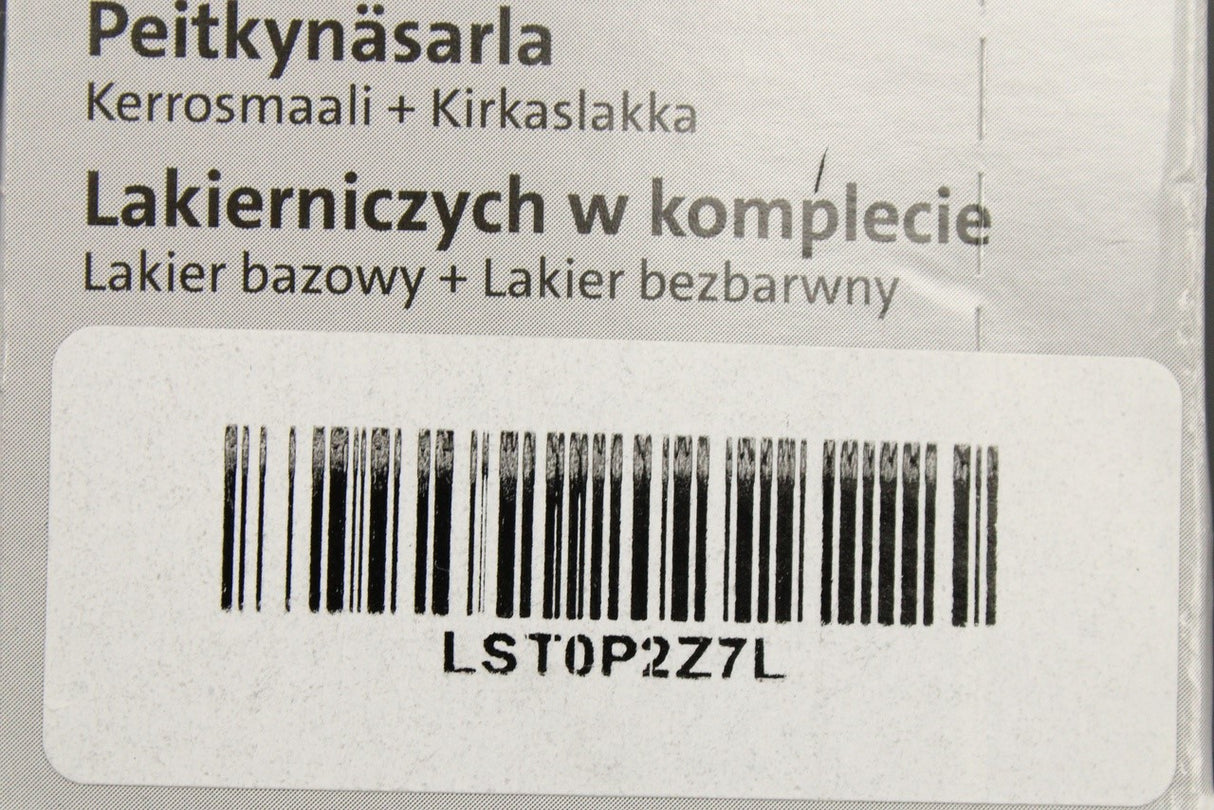 Peitkynäsarla
Kerrosmaali + Kirkaslakka
Lakierniczych w komplecie
Lakier bazowy + Lakier bezbarwny
LST0P2Z7L